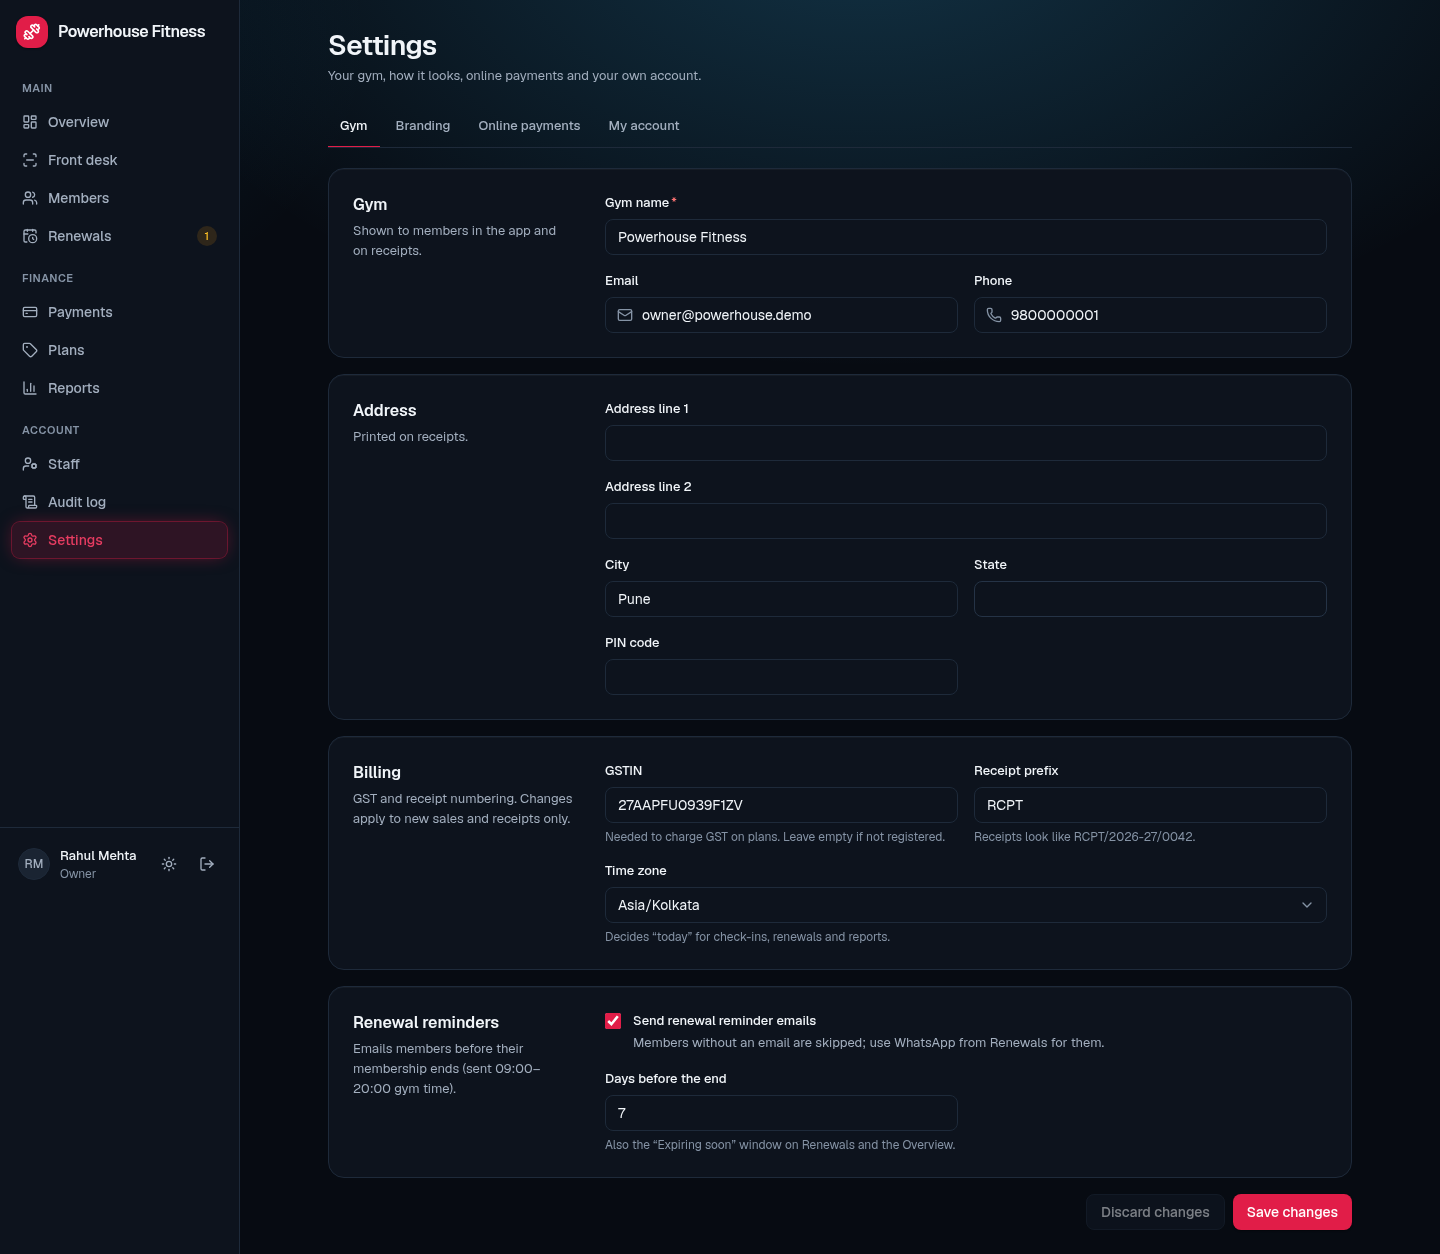 Powerhouse Fitness
MAIN
Overview
Front desk
Members
Renewals 1
FINANCE
Payments
Plans
Reports
ACCOUNT
Staff
Audit log
Settings
RM
Rahul Mehta
Owner
Settings
Your gym, how it looks, online payments and your own account.
Gym Branding Online payments My account
Gym
Shown to members in the app and
on receipts.
Gym name *
Powerhouse Fitness
Email Phone
owner@powerhouse.demo 9800000001
Address
Printed on receipts.
Address line 1
Address line 2
City State
Pune
PIN code
Billing
GST and receipt numbering. Changes
apply to new sales and receipts only.
GSTIN Receipt prefix
27AAPFU0939F1ZV RCPT
Needed to charge GST on plans. Leave empty if not registered. Receipts look like RCPT/2026-27/0042.
Time zone
Asia/Kolkata
Decides “today” for check-ins, renewals and reports.
Renewal reminders
Emails members before their
membership ends (sent 09:00–
20:00 gym time).
Send renewal reminder emails
Members without an email are skipped; use WhatsApp from Renewals for them.
Days before the end
7
Also the “Expiring soon” window on Renewals and the Overview.
Discard changes Save changes